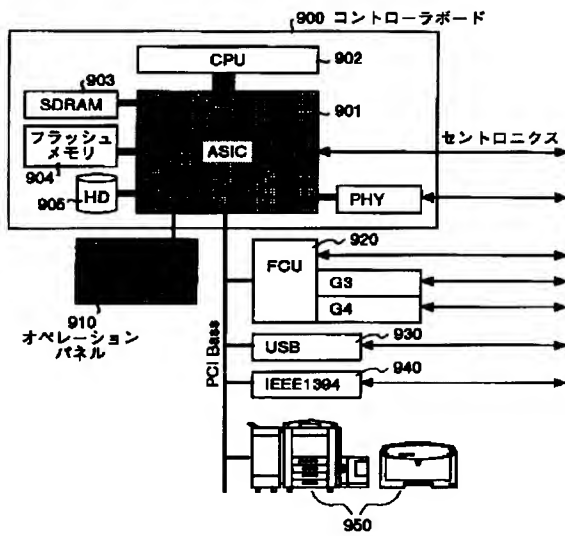 900 コントローラボード
CPU
902
903
SDRAM
901
フラッシュ
メモリ
904
ASIC
セントロニクス
905
HD
PHY
920
FCU
G3
G4
910
オペレーション
パネル
PCI Bass
930
USB
940
IEEE1394
950